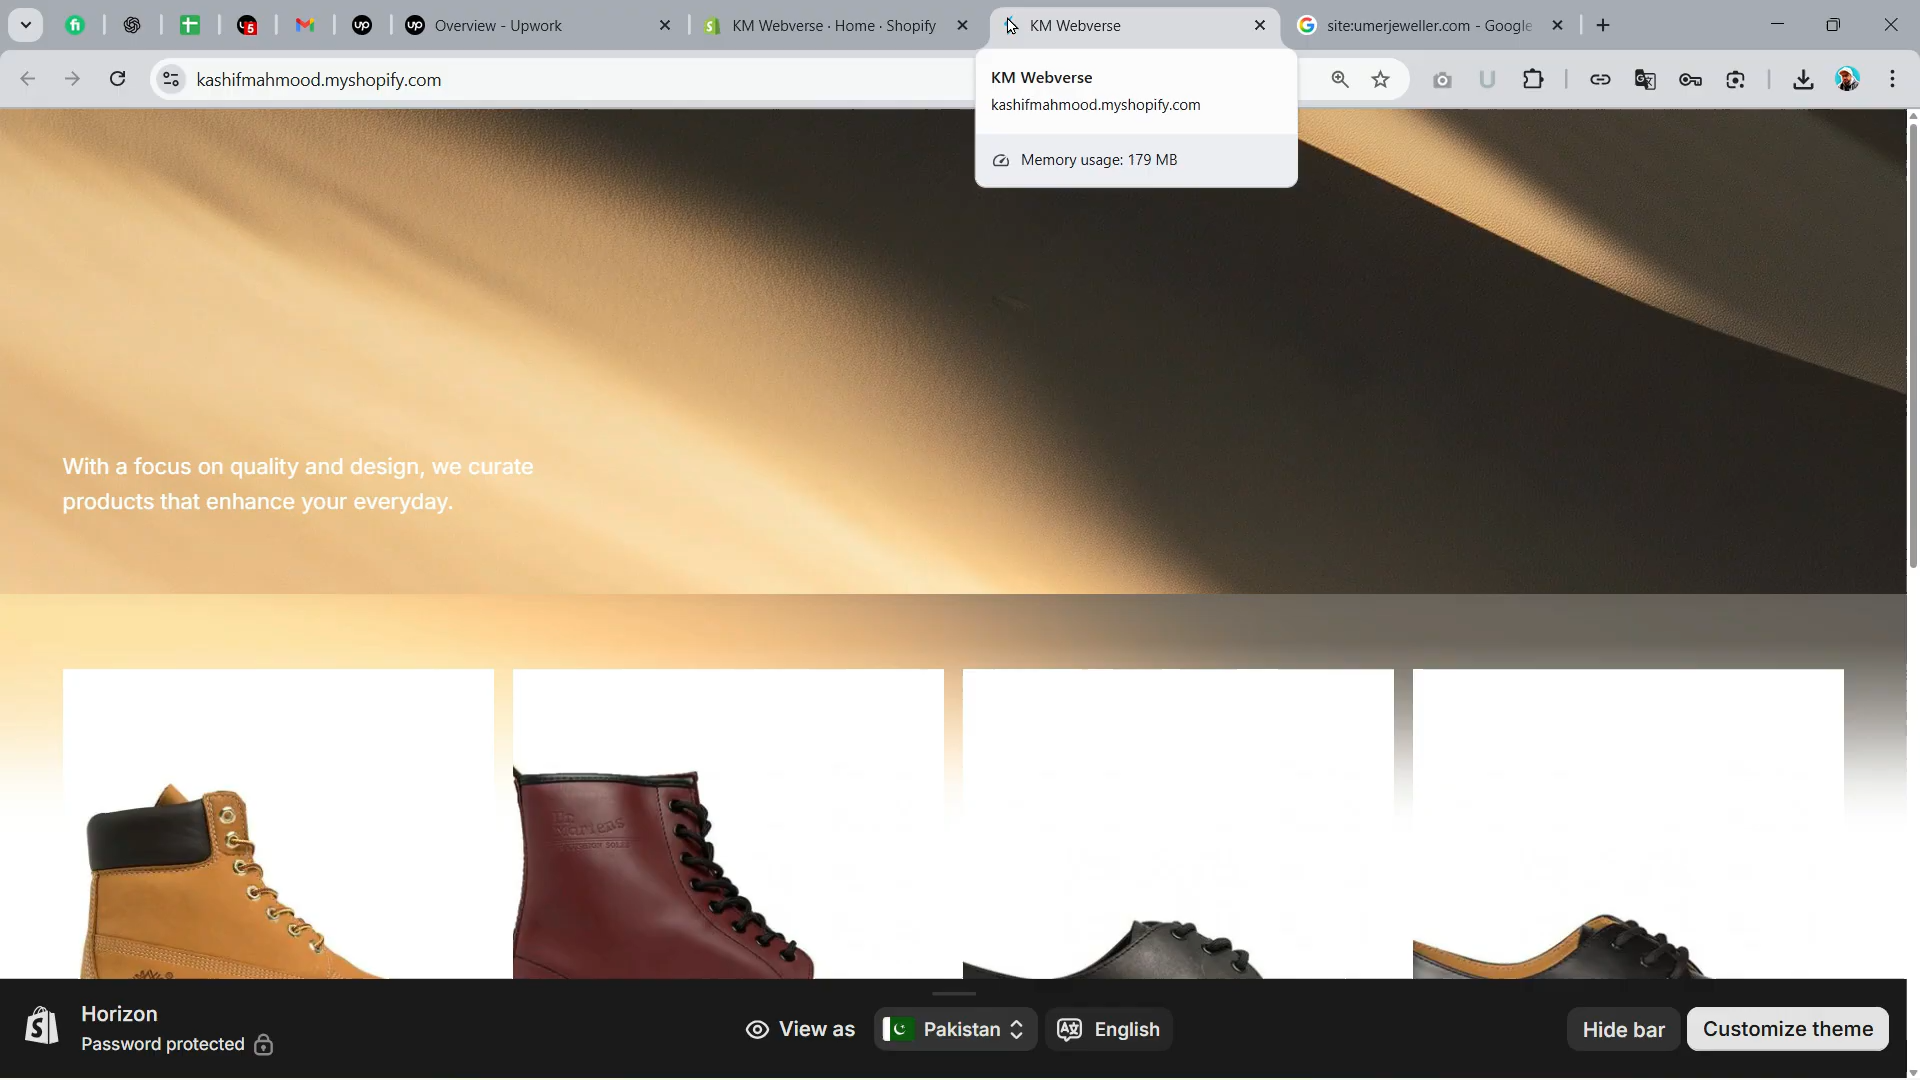 Overview - Upwork
KM Webverse · Home · Shopify
KM Webverse
site:umerjeweller.com - Google
kashifmahmood.myshopify.com
KM Webverse
kashifmahmood.myshopify.com
Memory usage: 179 MB
With a focus on quality and design, we curate
products that enhance your everyday.
Dr.
Martens
Horizon
Password protected
View as
Pakistan
English
Hide bar
Customize theme